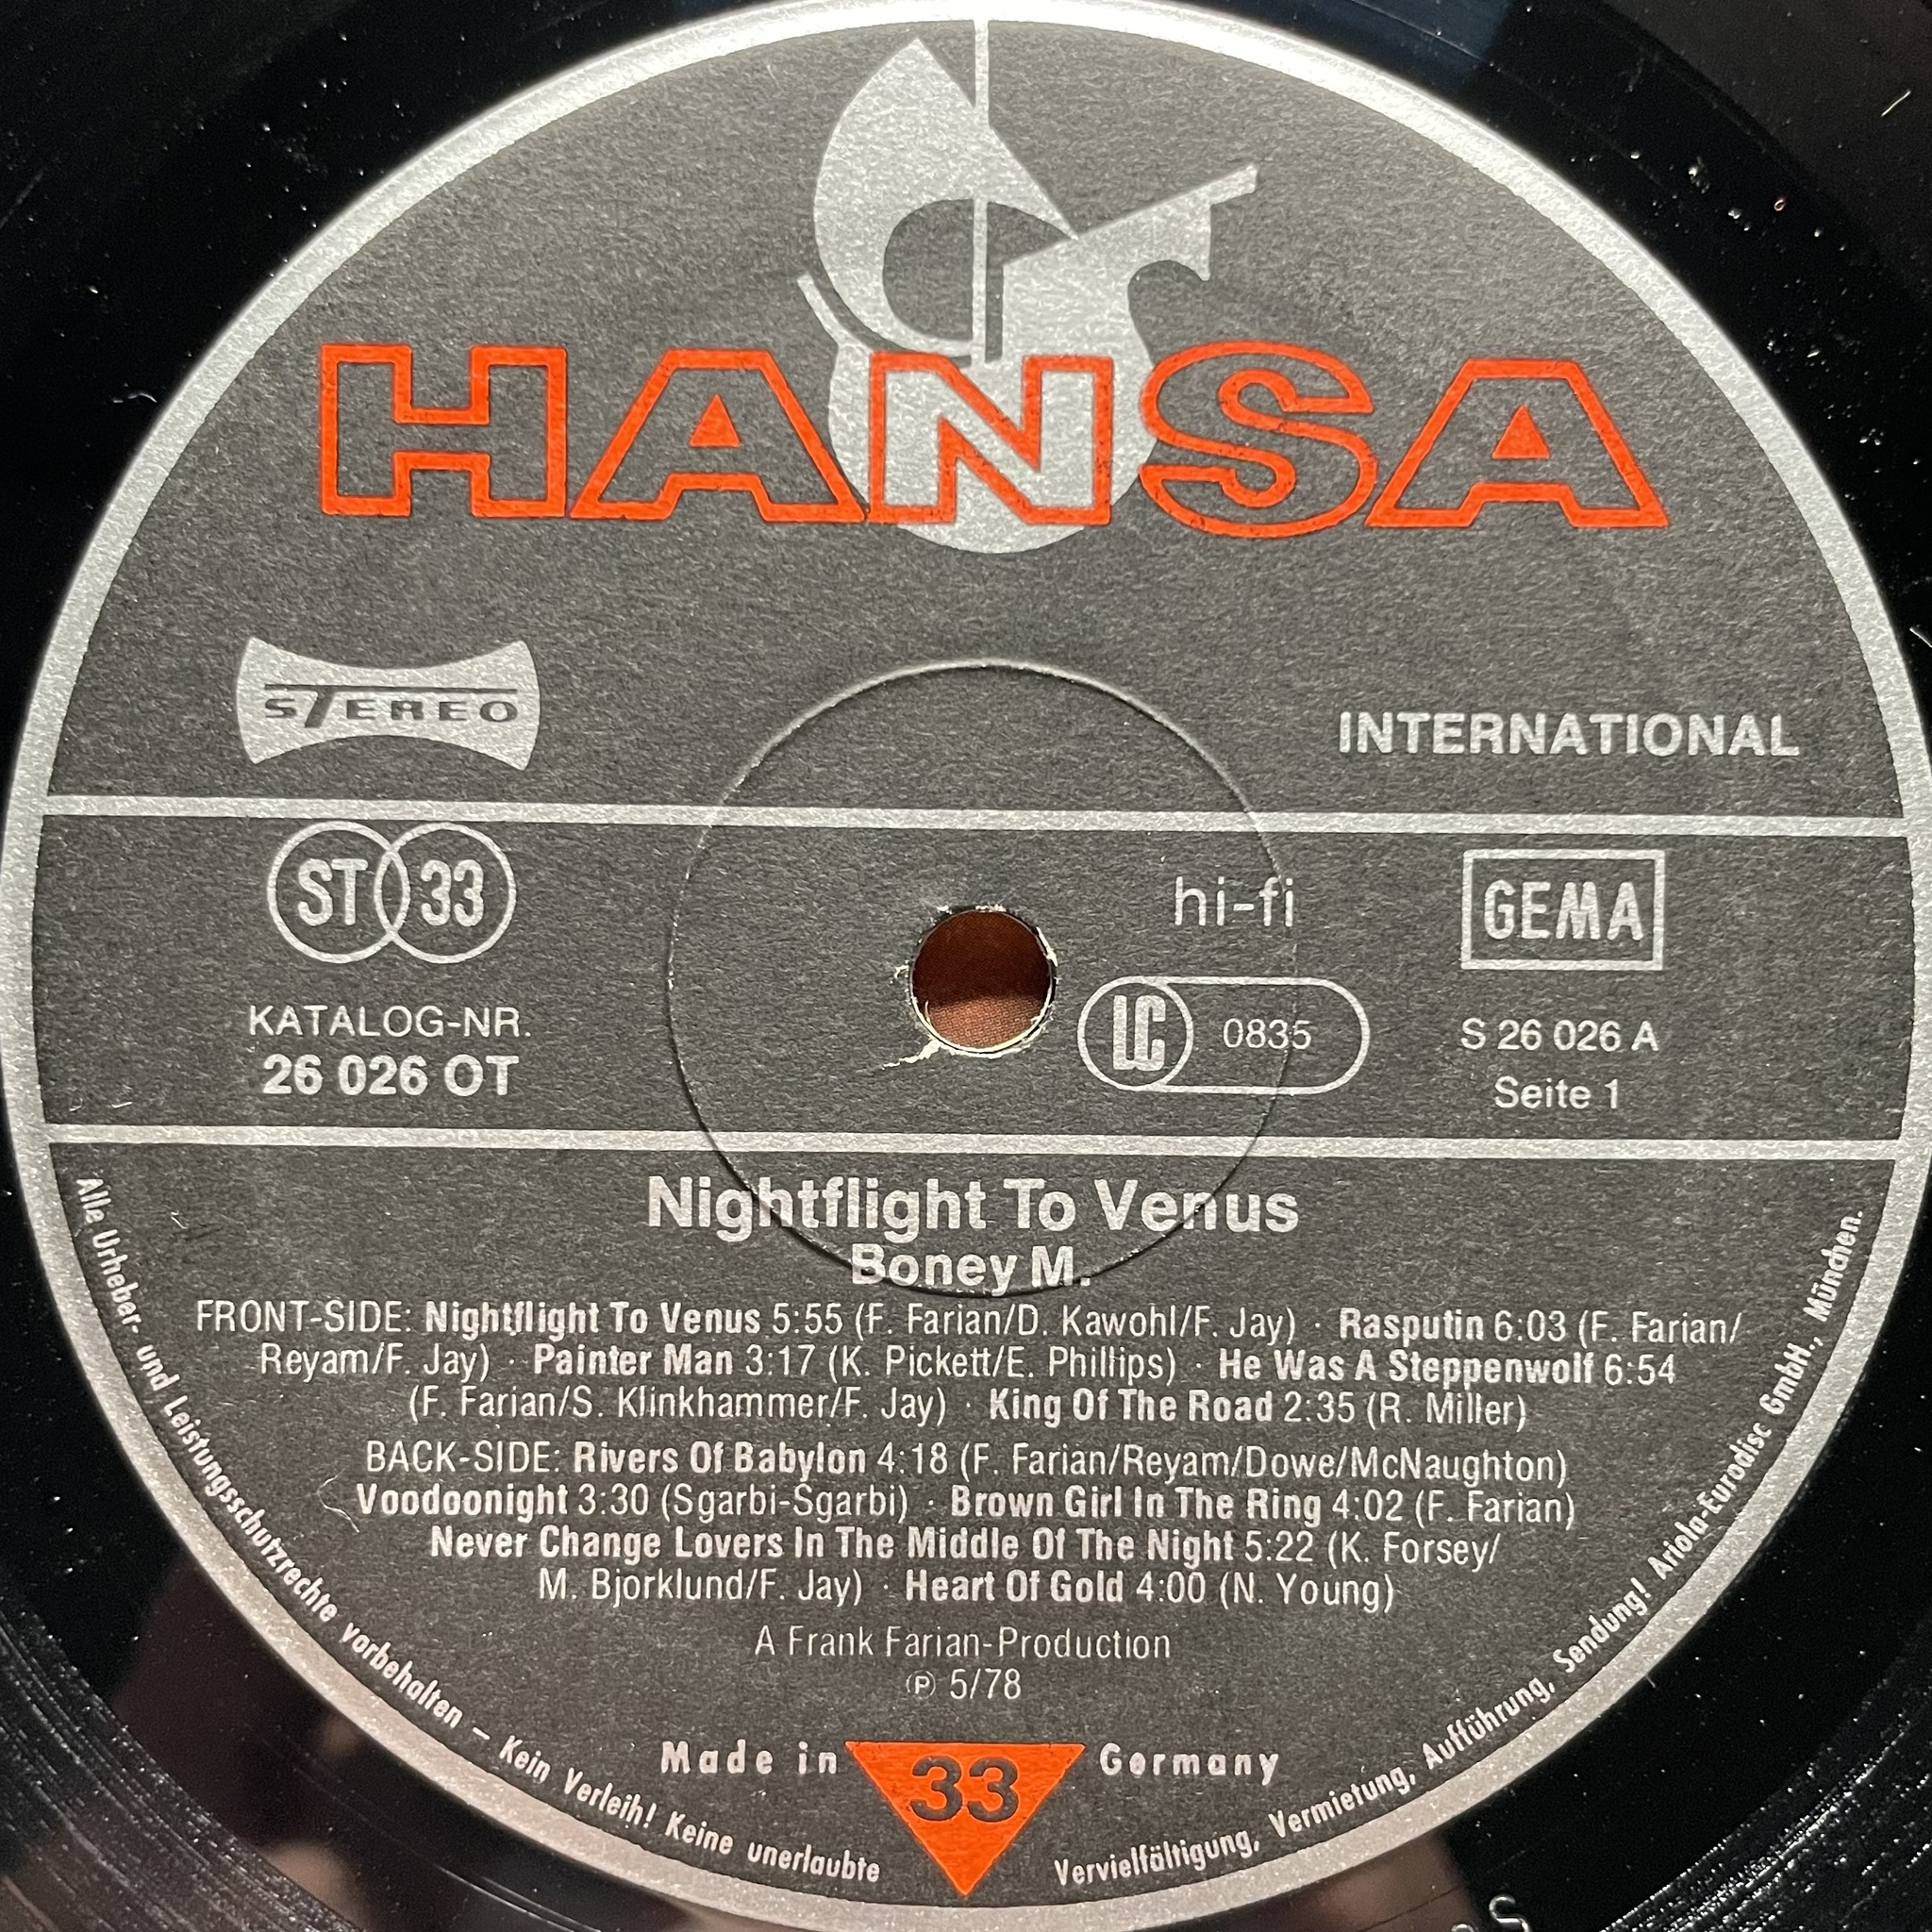 HANSA
STEREO
INTERNATIONAL
ST 33
hi-fi
GEMA
KATALOG-NR.
26 026 OT
LC 0835
S 26 026 A
Seite 1
Nightflight To Venus
Boney M.
FRONT-SIDE: Nightflight To Venus 5:55 (F. Farian/D. Kawohl/F. Jay) · Rasputin 6:03 (F. Farian/
Reyam/F. Jay) · Painter Man 3:17 (K. Pickett/E. Phillips) · He Was A Steppenwolf 6:54
(F. Farian/S. Klinkhammer/F. Jay) · King Of The Road 2:35 (R. Miller)
BACK-SIDE: Rivers Of Babylon 4:18 (F. Farian/Reyam/Dowe/McNaughton)
Voodoonight 3:30 (Sgarbi-Sgarbi) · Brown Girl In The Ring 4:02 (F. Farian)
Never Change Lovers In The Middle Of The Night 5:22 (K. Forsey/
M. Bjorklund/F. Jay) · Heart Of Gold 4:00 (N. Young)
A Frank Farian-Production
℗ 5/78
Made in 33 Germany
Alle Urheber- und Leistungsschutzrechte vorbehalten – Kein Verleih! Keine unerlaubte Vervielfältigung, Vermietung, Aufführung, Sendung! Ariola-Eurodisc GmbH., München.